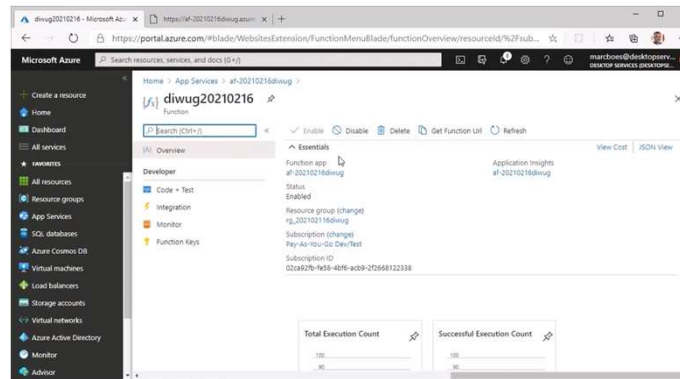 diwug20210216 - Microsoft Az
https://af-20210216diwug.azure
https://portal.azure.com/#blade/WebsitesExtension/FunctionMenuBlade/functionOverview/resourceId/%2Fsub...
Microsoft Azure
Search resources, services, and docs (G+/)
marcboes@desktopserv...
DESKTOP SERVICES (DESKTOPSE...
Home > App Services > af-20210216diwug >
diwug20210216
Function
Search (Ctrl+/)
Enable
Disable
Delete
Get Function Url
Refresh
Create a resource
Home
Dashboard
All services
FAVORITES
All resources
Resource groups
App Services
SQL databases
Azure Cosmos DB
Virtual machines
Load balancers
Storage accounts
Virtual networks
Azure Active Directory
Monitor
Advisor
Overview
Developer
Code + Test
Integration
Monitor
Function Keys
Essentials
View Cost
JSON View
Function app
af-20210216diwug
Application Insights
af-20210216diwug
Status
Enabled
Resource group (change)
rg_202102116diwug
Subscription (change)
Pay-As-You-Go Dev/Test
Subscription ID
02ca92fb-fe58-4bf6-acb9-2f2668122338
Total Execution Count
100
90
Successful Execution Count
100
90